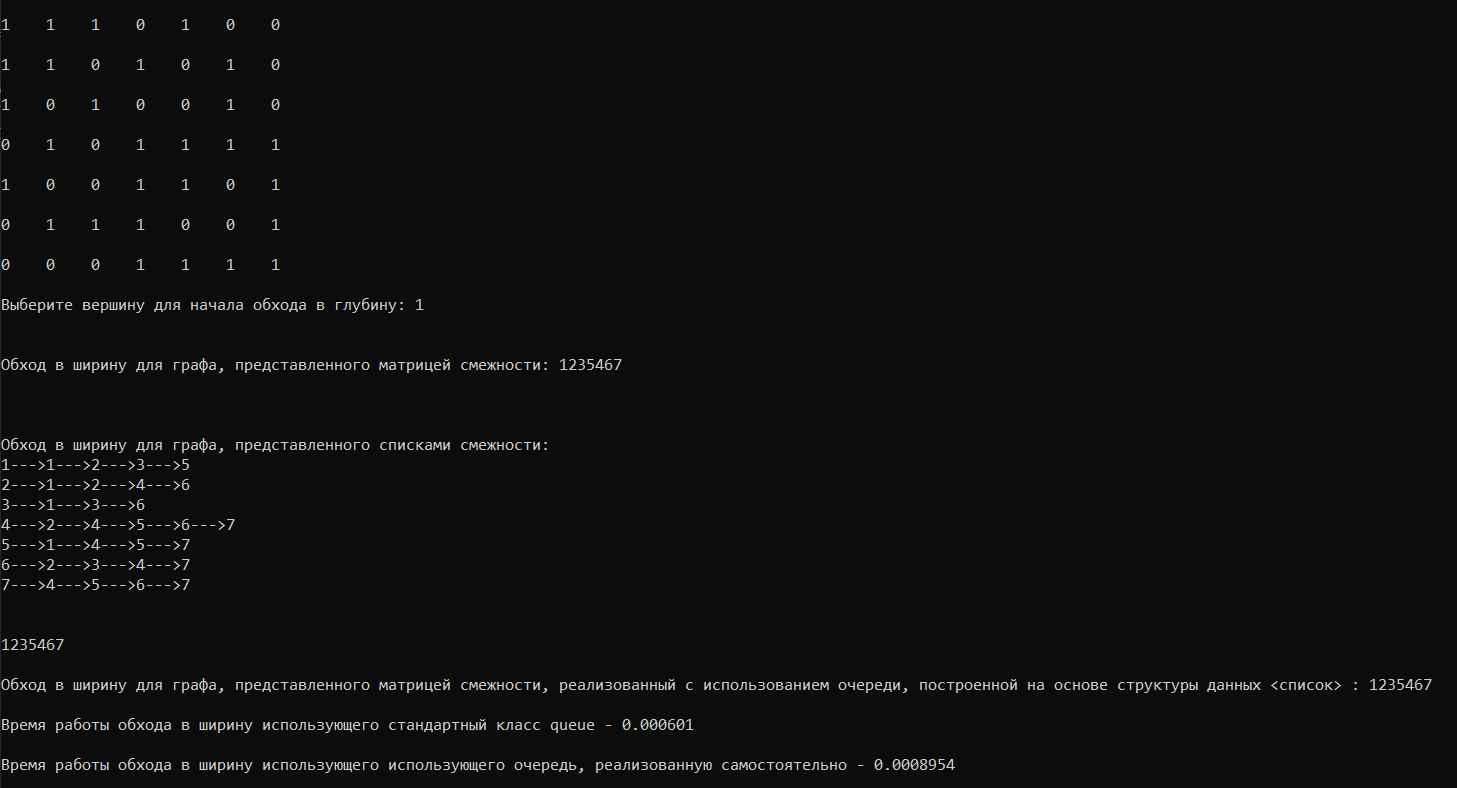 1 1 1 0 1 0 0
1 1 0 1 0 1 0
1 0 1 0 0 1 0
0 1 0 1 1 1 1
1 0 0 1 1 0 1
0 1 1 1 0 0 1
0 0 0 1 1 1 1
Выберите вершину для начала обхода в глубину: 1
Обход в ширину для графа, представленного матрицей смежности: 1235467
Обход в ширину для графа, представленного списками смежности:
1--->1--->2--->3--->5
2--->1--->2--->4--->6
3--->1--->3--->6
4--->2--->4--->5--->6--->7
5--->1--->4--->5--->7
6--->2--->3--->4--->7
7--->4--->5--->6--->7
1235467
Обход в ширину для графа, представленного матрицей смежности, реализованный с использованием очереди, построенной на основе структуры данных <список> : 1235467
Время работы обхода в ширину использующего стандартный класс queue - 0.000601
Время работы обхода в ширину использующего использующего очередь, реализованную самостоятельно - 0.0008954